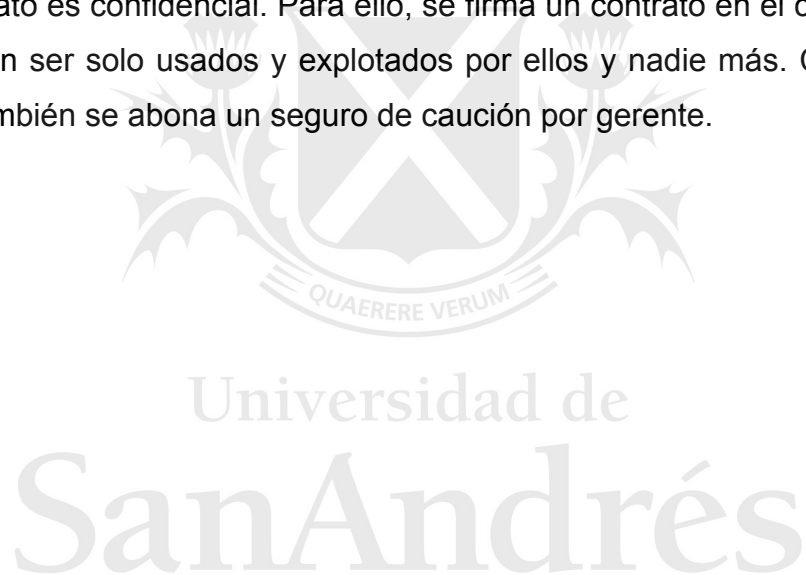 ato es confidencial. Para ello, se firma un contrato en el
n ser solo usados y explotados por ellos y nadie más.
mbién se abona un seguro de caución por gerente.
QUAERERE VERUM
Universidad de
SanAndrés